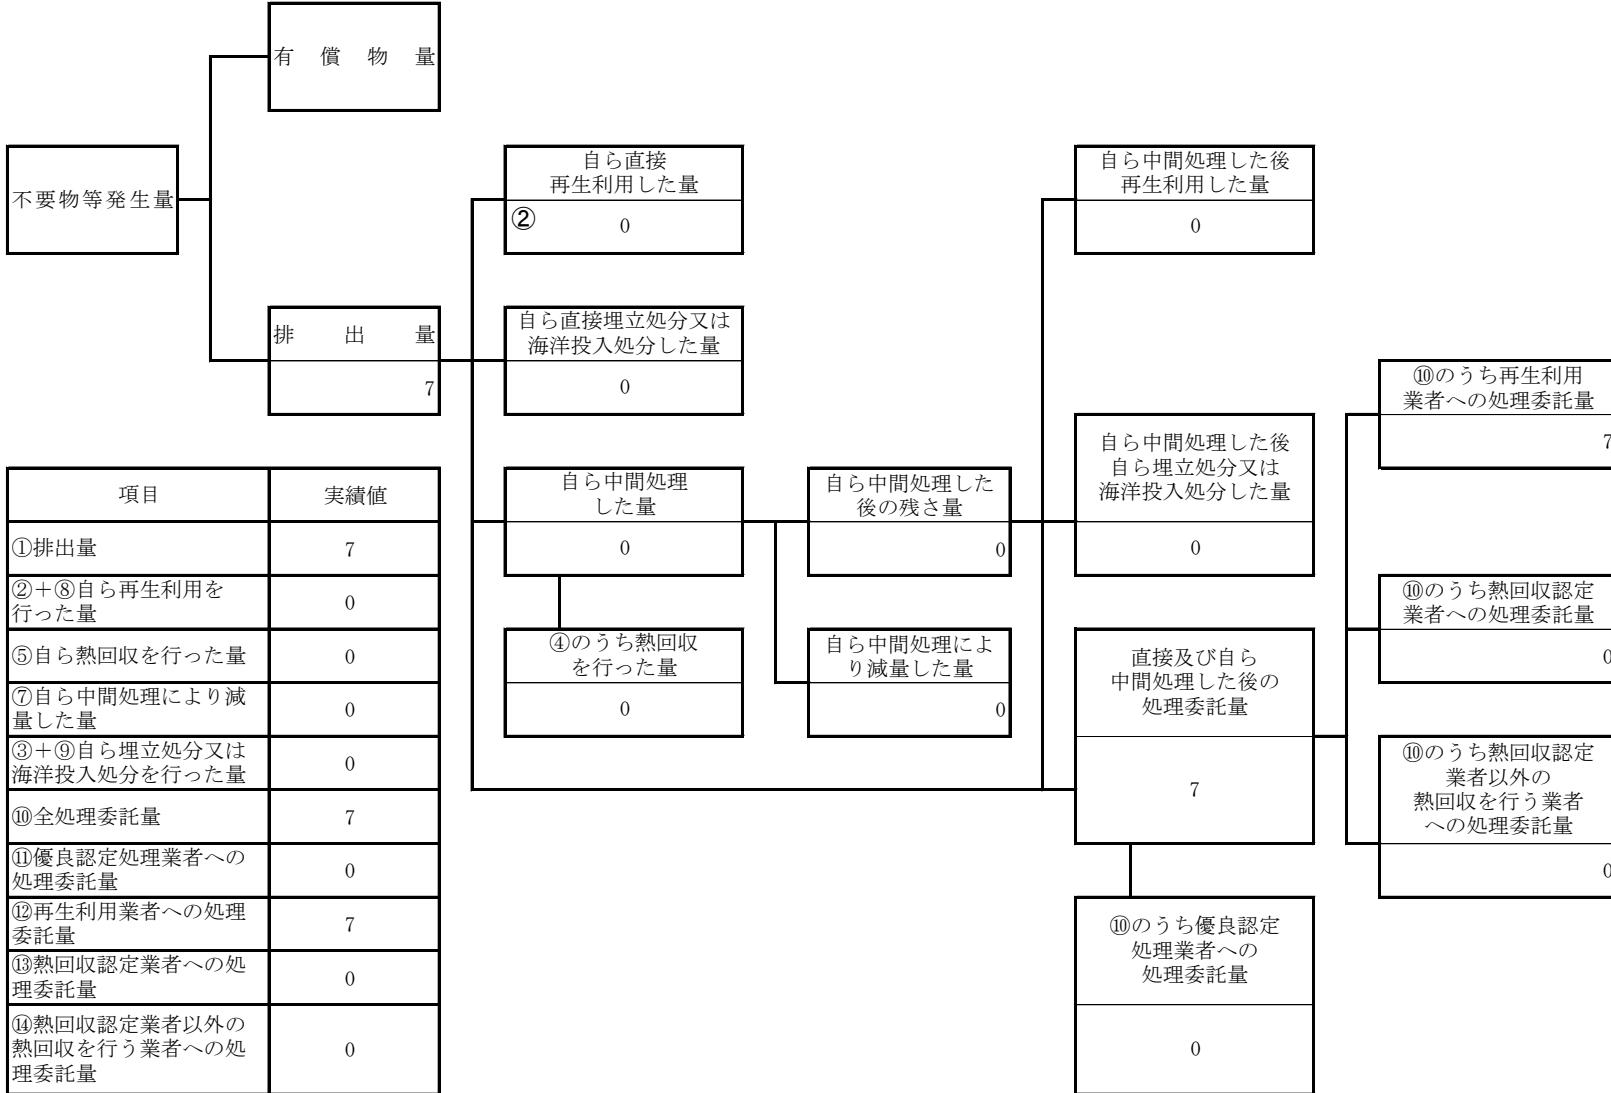 有償物量
不要物等発生量
自ら直接
再生利用した量
②
0
自ら中間処理した後
再生利用した量
0
排出量
7
自ら直接埋立処分又は
海洋投入処分した量
0
⑩のうち再生利用
業者への処理委託量
7
自ら中間処理
した量
0
自ら中間処理した
後の残さ量
0
自ら中間処理した後
自ら埋立処分又は
海洋投入処分した量
0
④のうち熱回収
を行った量
0
自ら中間処理によ
り減量した量
0
直接及び自ら
中間処理した後の
処理委託量
7
⑩のうち熱回収認定
業者への処理委託量
0
⑩のうち熱回収認定
業者以外の
熱回収を行う業者
への処理委託量
0
⑩のうち優良認定
処理業者への
処理委託量
0
項目 実績値
①排出量 7
②+⑧自ら再生利用を
行った量 0
⑤自ら熱回収を行った量 0
⑦自ら中間処理により減
量した量 0
③+⑨自ら埋立処分又は
海洋投入処分を行った量 0
⑩全処理委託量 7
⑪優良認定処理業者への
処理委託量 0
⑫再生利用業者への処理
委託量 7
⑬熱回収認定業者への処
理委託量 0
⑭熱回収認定業者以外の
熱回収を行う業者への処
理委託量 0